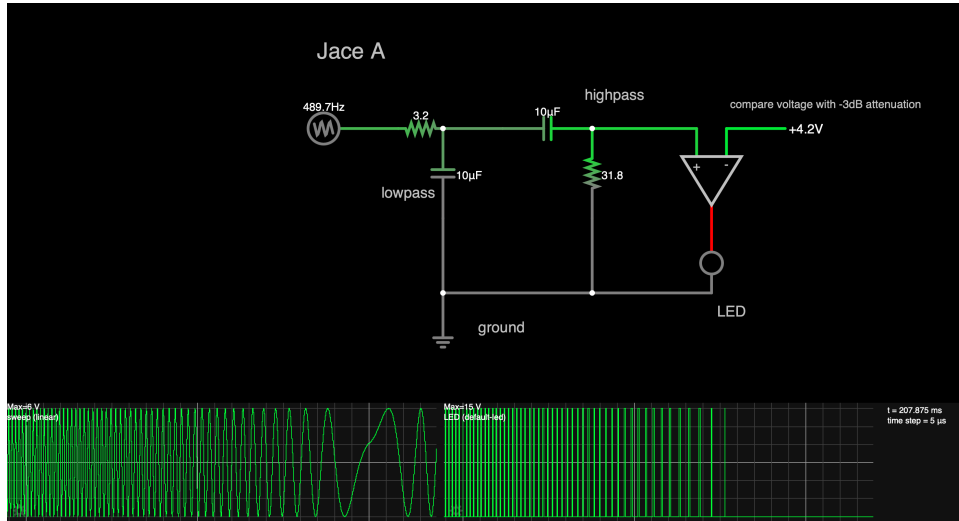 Jace A
489.7Hz
3.2
10µF
highpass
compare voltage with -3dB attenuation
+4.2V
+
-
10µF
31.8
lowpass
LED
ground
Max=6 V
sweep (linear)
Max=15 V
LED (default-led)
t = 207.875 ms
time step = 5 µs